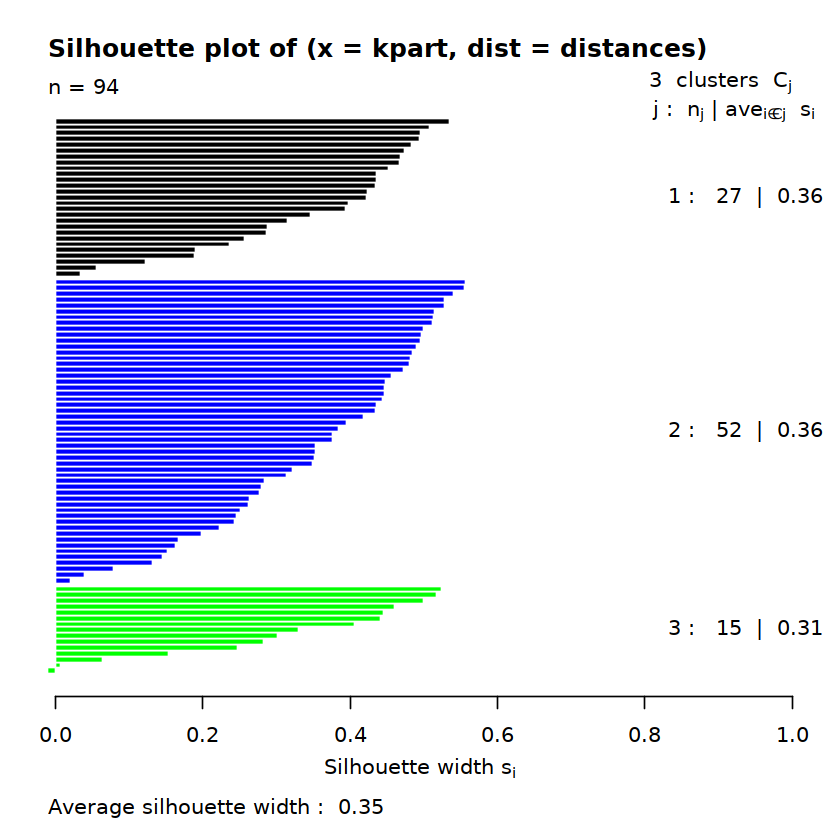 Silhouette plot of (x = kpart, dist = distances)
n = 94
3 clusters Cj
j : nj | avei∈Cj si
1 : 27 | 0.36
2 : 52 | 0.36
3 : 15 | 0.31
0.0 0.2 0.4 0.6 0.8 1.0
Silhouette width si
Average silhouette width : 0.35